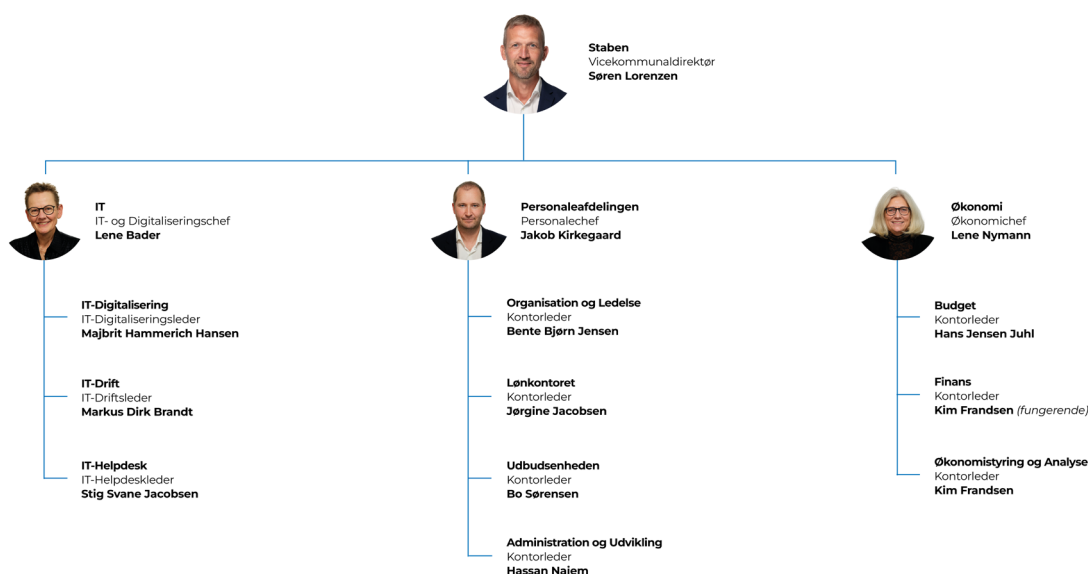 Staben
Vicekommunaldirektør
Søren Lorenzen
IT
IT- og Digitaliseringschef
Lene Bader
Personaleafdelingen
Personalechef
Jakob Kirkegaard
Økonomi
Økonomichef
Lene Nymann
IT-Digitalisering
IT-Digitaliseringsleder
Majbrit Hammerich Hansen
IT-Drift
IT-Driftsleder
Markus Dirk Brandt
IT-Helpdesk
IT-Helpdeskleder
Stig Svane Jacobsen
Organisation og Ledelse
Kontorleder
Bente Bjørn Jensen
Lønkontoret
Kontorleder
Jørgine Jacobsen
Udbudsenheden
Kontorleder
Bo Sørensen
Administration og Udvikling
Kontorleder
Hassan Najem
Budget
Kontorleder
Hans Jensen Juhl
Finans
Kontorleder
Kim Frandsen (fungerende)
Økonomistyring og Analyse
Kontorleder
Kim Frandsen